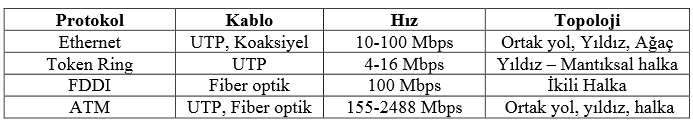 Protokol Kablo Hız Topoloji
Ethernet UTP, Koaksiyel 10-100 Mbps Ortak yol, Yıldız, Ağaç
Token Ring UTP 4-16 Mbps Yıldız – Mantıksal halka
FDDI Fiber optik 100 Mbps İkili Halka
ATM UTP, Fiber optik 155-2488 Mbps Ortak yol, yıldız, halka